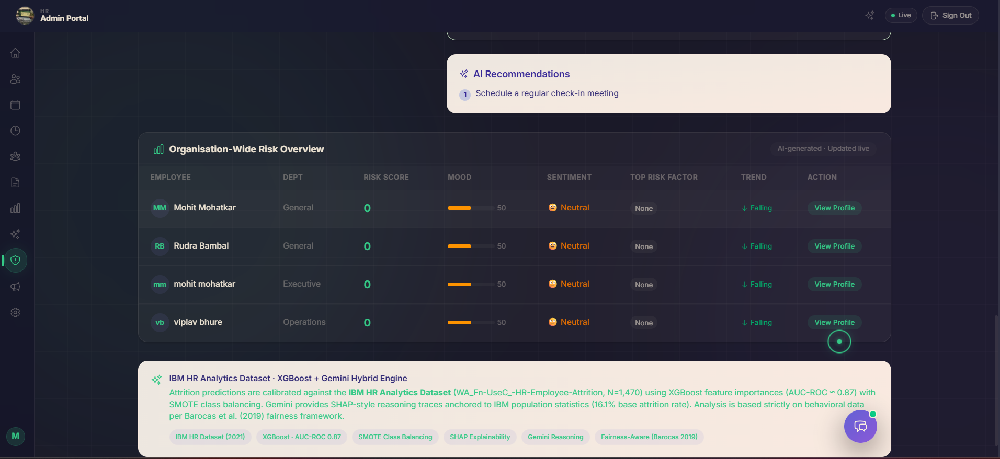 HR
Admin Portal
Live
Sign Out
AI Recommendations
1 Schedule a regular check-in meeting
Organisation-Wide Risk Overview
AI-generated · Updated live
EMPLOYEE DEPT RISK SCORE MOOD SENTIMENT TOP RISK FACTOR TREND ACTION
MM Mohit Mohatkar General 0 50 Neutral None ↓ Falling View Profile
RB Rudra Bambal General 0 50 Neutral None ↓ Falling View Profile
mm mohit mohatkar Executive 0 50 Neutral None ↓ Falling View Profile
vb viplav bhure Operations 0 50 Neutral None ↓ Falling View Profile
IBM HR Analytics Dataset · XGBoost + Gemini Hybrid Engine
Attrition predictions are calibrated against the IBM HR Analytics Dataset (WA_Fn-UseC_-HR-Employee-Attrition, N=1,470) using XGBoost feature importances (AUC-ROC ≈ 0.87) with
SMOTE class balancing. Gemini provides SHAP-style reasoning traces anchored to IBM population statistics (16.1% base attrition rate). Analysis is based strictly on behavioral data
per Barocas et al. (2019) fairness framework.
IBM HR Dataset (2021) XGBoost · AUC-ROC 0.87 SMOTE Class Balancing SHAP Explainability Gemini Reasoning Fairness-Aware (Barocas 2019)
M